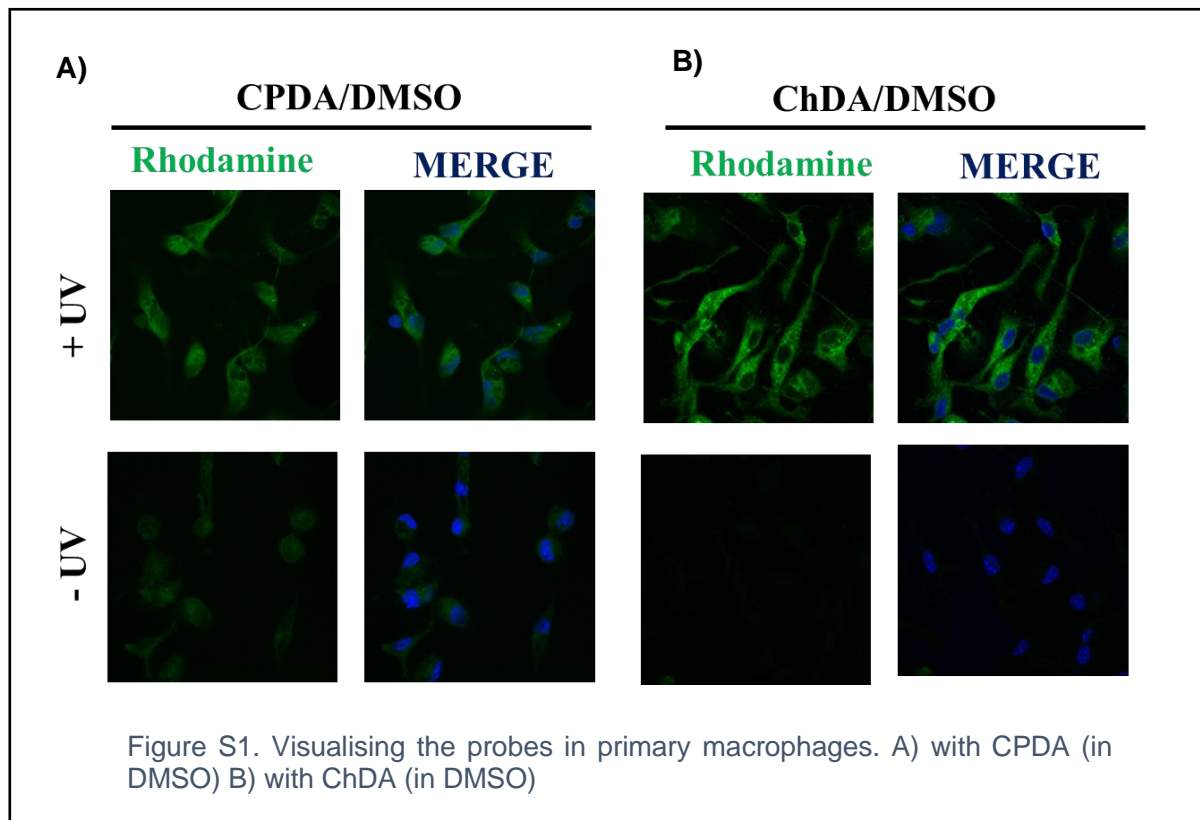 A)
CPDA/DMSO
Rhodamine MERGE
B)
ChDA/DMSO
Rhodamine MERGE
+ UV
- UV
Figure S1. Visualising the probes in primary macrophages. A) with CPDA (in
DMSO) B) with ChDA (in DMSO)